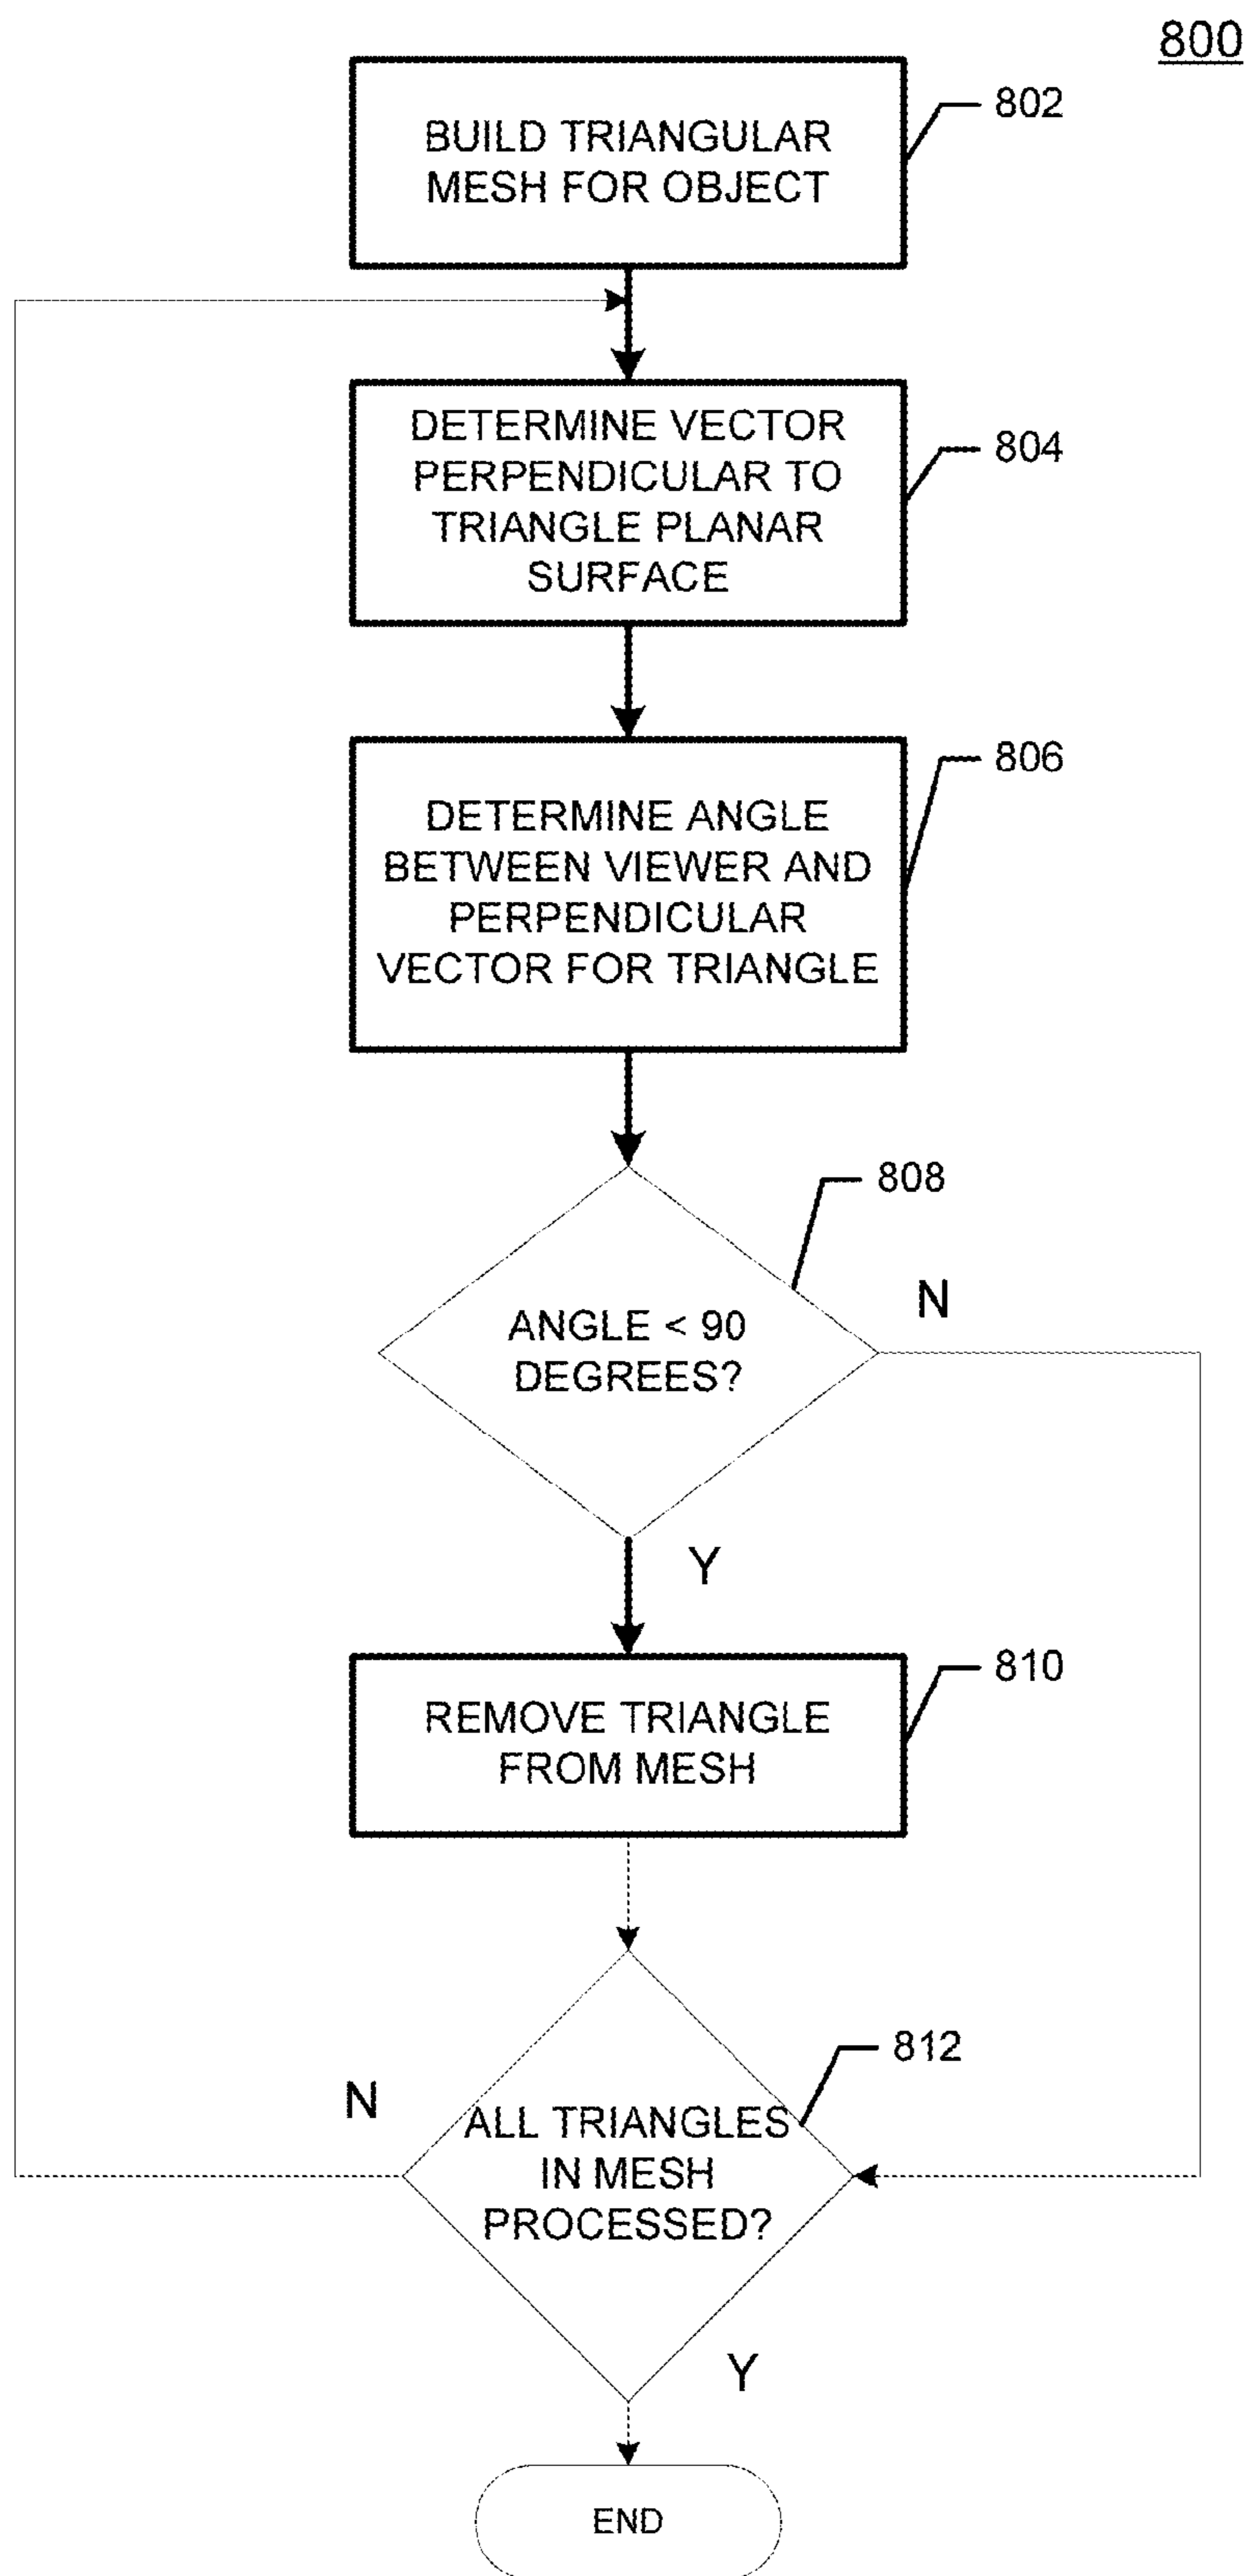 800
BUILD TRIANGULAR
MESH FOR OBJECT
802
DETERMINE VECTOR
PERPENDICULAR TO
TRIANGLE PLANAR
SURFACE
804
DETERMINE ANGLE
BETWEEN VIEWER AND
PERPENDICULAR
VECTOR FOR TRIANGLE
806
ANGLE < 90
DEGREES?
808
N
Y
REMOVE TRIANGLE
FROM MESH
810
ALL TRIANGLES
IN MESH
PROCESSED?
812
N
Y
END